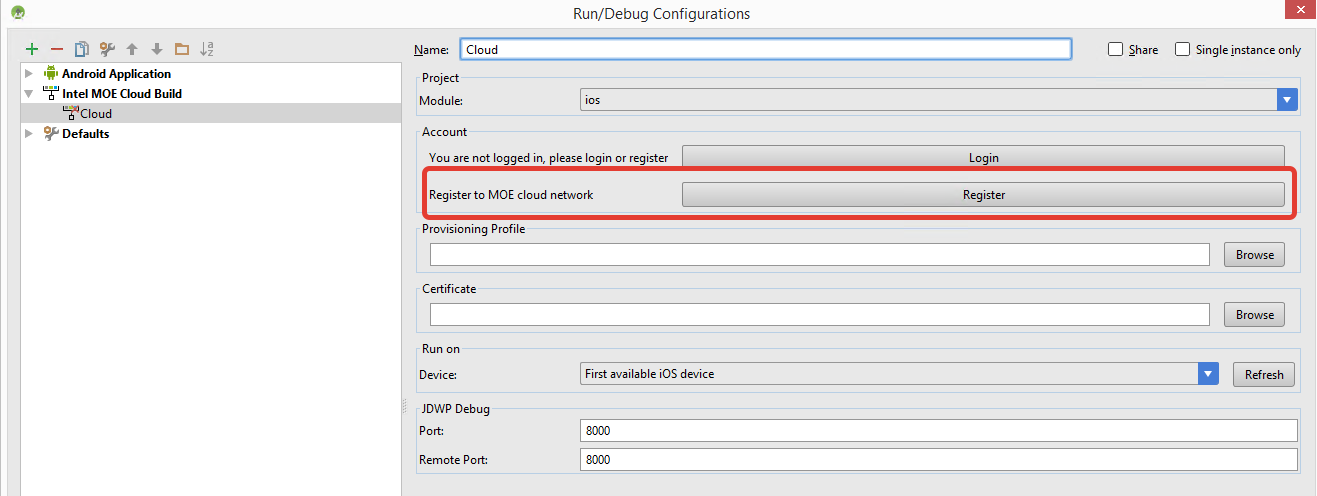 Run/Debug Configurations
Name: Cloud Share Single instance only
Android Application
Intel MOE Cloud Build
Cloud
Defaults
Project
Module: ios
Account
You are not logged in, please login or register Login
Register to MOE cloud network Register
Provisioning Profile
Browse
Certificate
Browse
Run on
Device: First available iOS device Refresh
JDWP Debug
Port: 8000
Remote Port: 8000